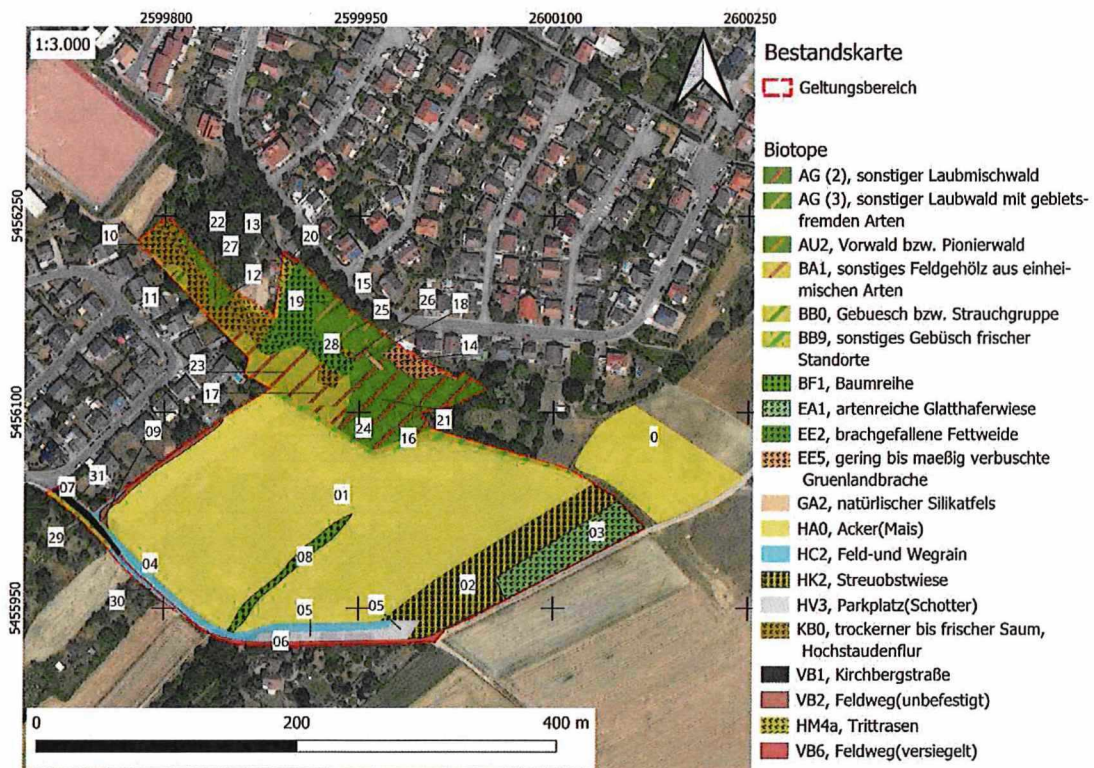 2599800 2599950 2600100 2600250
1:3.000
5456250
5456100
5455950
10
22
13
27
20
12
11
15
19
26
18
25
28
14
23
17
09
21
24
16
0
31
07
01
29
03
04
08
02
30
05
05
06
0 200 400 m
Bestandskarte
Geltungsbereich
Biotope
AG (2), sonstiger Laubmischwald
AG (3), sonstiger Laubwald mit gebiets-
fremden Arten
AU2, Vorwald bzw. Pionierwald
BA1, sonstiges Feldgehölz aus einhei-
mischen Arten
BB0, Gebuesch bzw. Strauchgruppe
BB9, sonstiges Gebüsch frischer
Standorte
BF1, Baumreihe
EA1, artenreiche Glatthaferwiese
EE2, brachgefallene Fettweide
EE5, gering bis maeßig verbuschte
Gruenlandbrache
GA2, natürlischer Silikatfels
HA0, Acker(Mais)
HC2, Feld-und Wegrain
HK2, Streuobstwiese
HV3, Parkplatz(Schotter)
KB0, trockerner bis frischer Saum,
Hochstaudenflur
VB1, Kirchbergstraße
VB2, Feldweg(unbefestigt)
HM4a, Trittrasen
VB6, Feldweg(versiegelt)